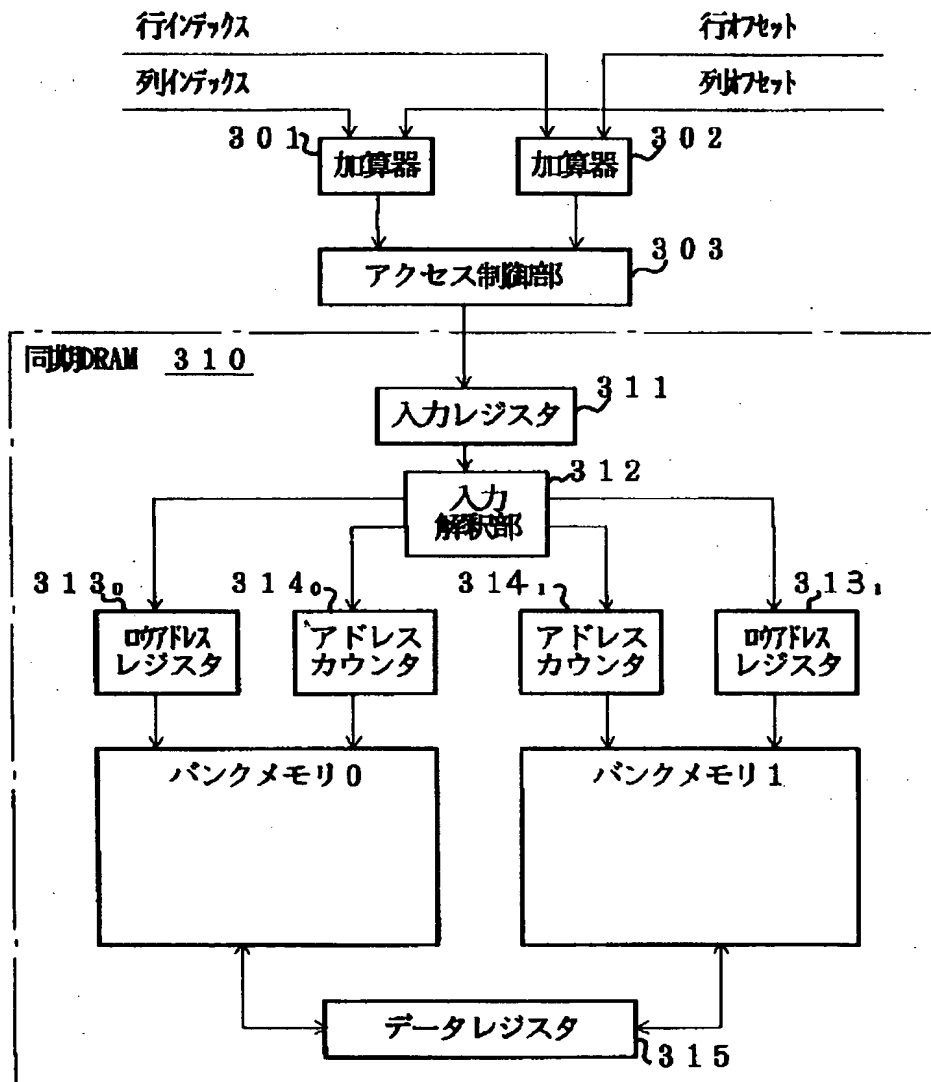 行インデックス
行オフセット
列インデックス
列オフセット
301
加算器
加算器
302
アクセス制御部
303
同期DRAM 310
入力レジスタ
311
入力
解釈部
312
313₀
314₀
314₁
313₁
ロウアドレス
レジスタ
アドレス
カウンタ
アドレス
カウンタ
ロウアドレス
レジスタ
バンクメモリ0
バンクメモリ1
データレジスタ
315